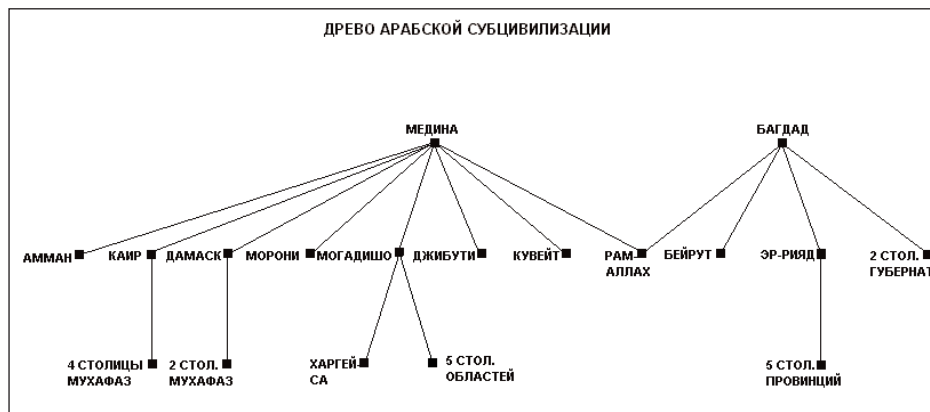 ДРЕВО АРАБСКОЙ СУБЦИВИЛИЗАЦИИ
МЕДИНА
БАГДАД
АММАН
КАИР
ДАМАСК
МОРОНИ
МОГАДИШО
ДЖИБУТИ
КУВЕЙТ
РАМ-
АЛЛАХ
БЕЙРУТ
ЭР-РИЯД
2 СТОЛ.
ГУБЕРНАТ
4 СТОЛИЦЫ
МУХАФАЗ
2 СТОЛ.
МУХАФАЗ
ХАРГЕЙ-
СА
5 СТОЛ.
ОБЛАСТЕЙ
5 СТОЛ.
ПРОВИНЦИЙ